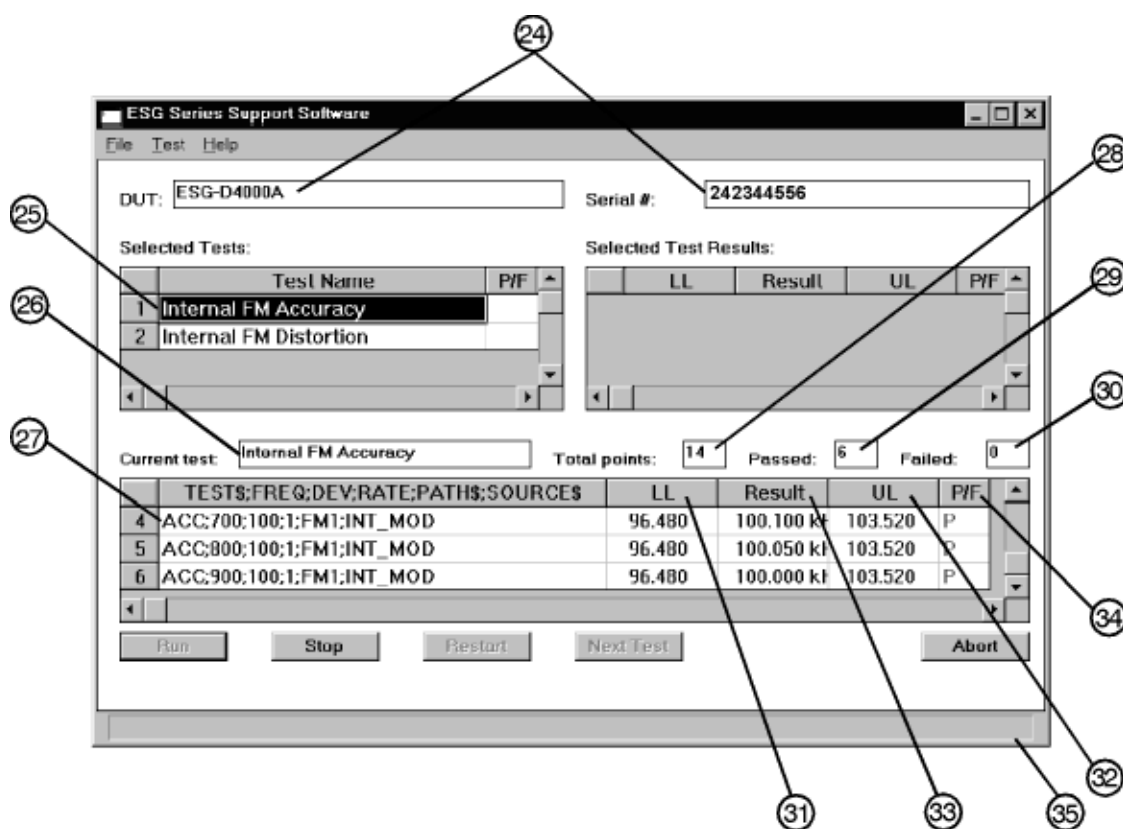 24
ESG Series Support Software
File Test Help
28
DUT: ESG-D4000A Serial #: 242344556
25
Selected Tests: Selected Test Results:
29
Test Name P/F LL Result UL P/F
26
1 Internal FM Accuracy
2 Internal FM Distortion
30
27
Current test: Internal FM Accuracy Total points: 14 Passed: 6 Failed: 0
TEST$;FREQ;DEV;RATE;PATH$;SOURCE$ LL Result UL P/F
4 ACC;700;100;1;FM1;INT_MOD 96.480 100.100 kH 103.520 P
5 ACC;800;100;1;FM1;INT_MOD 96.480 100.050 kH 103.520 P
6 ACC;900;100;1;FM1;INT_MOD 96.480 100.000 kH 103.520 P
34
Run Stop Restart Next Test Abort
32
31 33 35